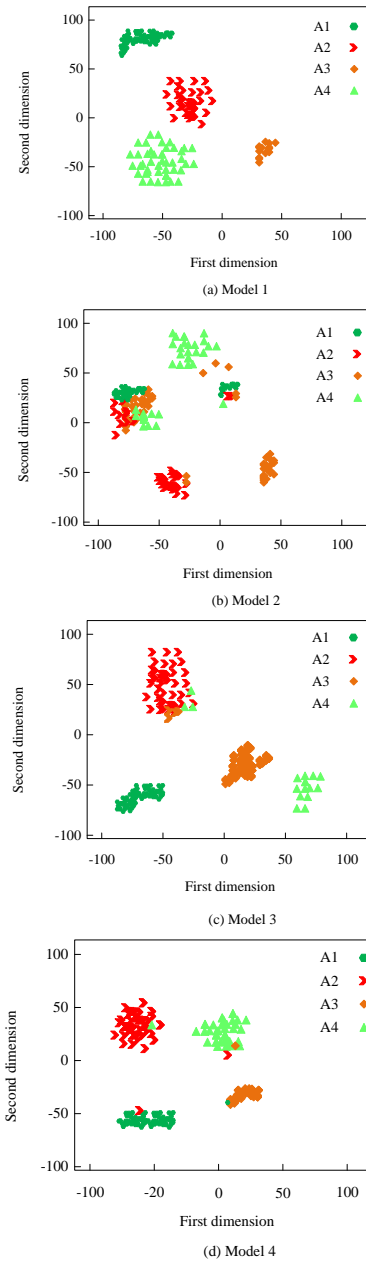 100
50
0
-50
-100
Second dimension
A1
A2
A3
A4
-100
-50
0
50
100
First dimension
(a) Model 1
100
50
0
-50
-100
Second dimension
A1
A2
A3
A4
-100
-50
0
50
100
First dimension
(b) Model 2
100
50
0
-50
-100
Second dimension
A1
A2
A3
A4
-100
-50
0
50
100
First dimension
(c) Model 3
100
50
0
-50
-100
Second dimension
A1
A2
A3
A4
-100
-20
0
50
100
First dimension
(d) Model 4